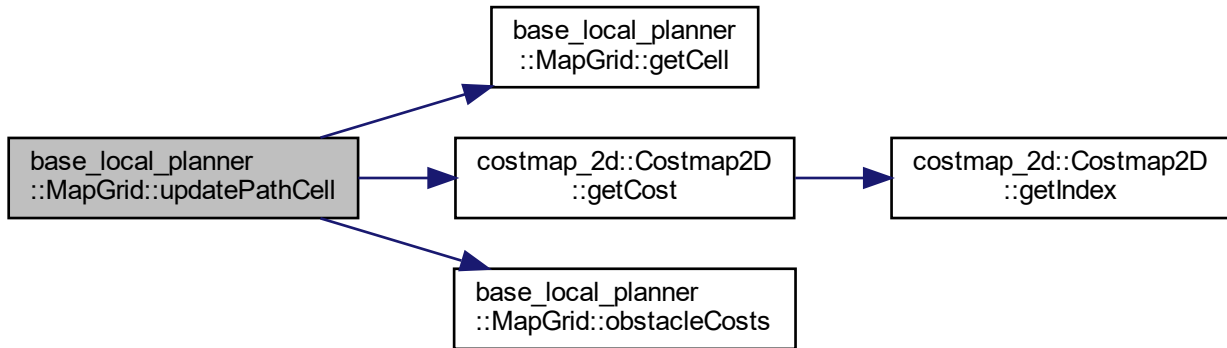 base_local_planner
::MapGrid::getCell
base_local_planner
::MapGrid::updatePathCell
costmap_2d::Costmap2D
::getCost
costmap_2d::Costmap2D
::getIndex
base_local_planner
::MapGrid::obstacleCosts